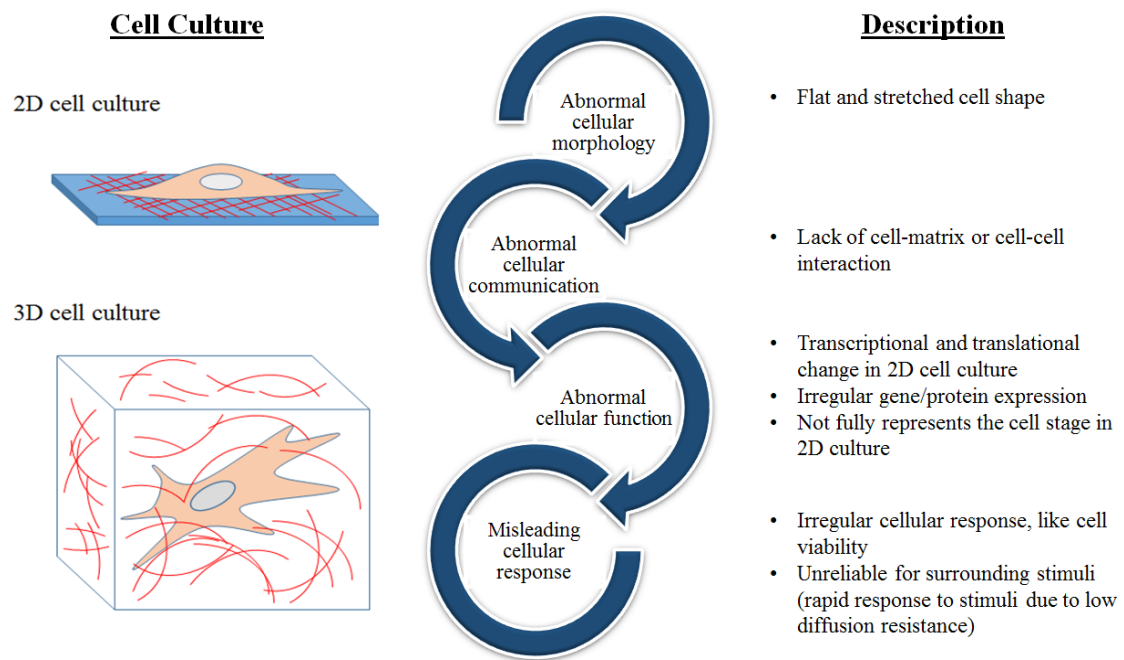 Cell Culture
2D cell culture
3D cell culture
Abnormal
cellular
morphology
Abnormal
cellular
communication
Abnormal
cellular function
Misleading
cellular
response
Description
• Flat and stretched cell shape
• Lack of cell-matrix or cell-cell
interaction
• Transcriptional and translational
change in 2D cell culture
• Irregular gene/protein expression
• Not fully represents the cell stage in
2D culture
• Irregular cellular response, like cell
viability
• Unreliable for surrounding stimuli
(rapid response to stimuli due to low
diffusion resistance)